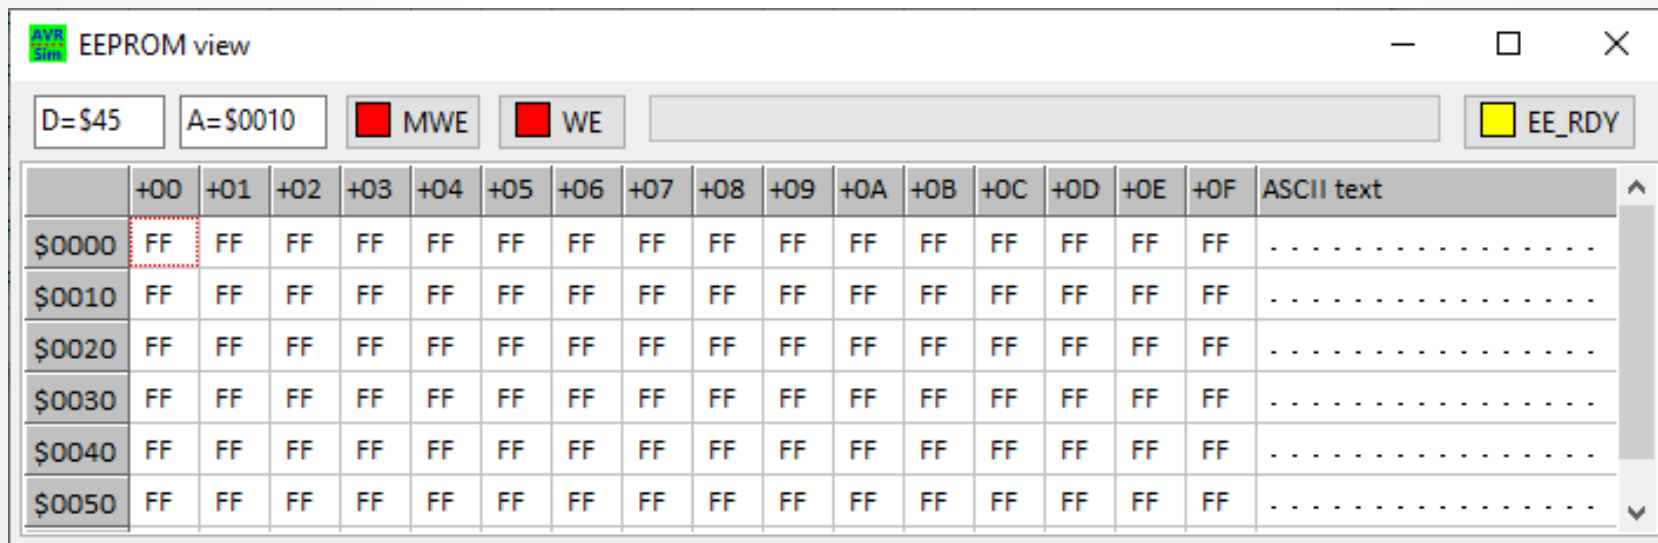 AVR
Sim
EEPROM view
D=$45 A=$0010 MWE WE EE_RDY
+00 +01 +02 +03 +04 +05 +06 +07 +08 +09 +0A +0B +0C +0D +0E +0F ASCII text
$0000 FF FF FF FF FF FF FF FF FF FF FF FF FF FF FF FF . . . . . . . . . . . . . . . .
$0010 FF FF FF FF FF FF FF FF FF FF FF FF FF FF FF FF . . . . . . . . . . . . . . . .
$0020 FF FF FF FF FF FF FF FF FF FF FF FF FF FF FF FF . . . . . . . . . . . . . . . .
$0030 FF FF FF FF FF FF FF FF FF FF FF FF FF FF FF FF . . . . . . . . . . . . . . . .
$0040 FF FF FF FF FF FF FF FF FF FF FF FF FF FF FF FF . . . . . . . . . . . . . . . .
$0050 FF FF FF FF FF FF FF FF FF FF FF FF FF FF FF FF . . . . . . . . . . . . . . . .